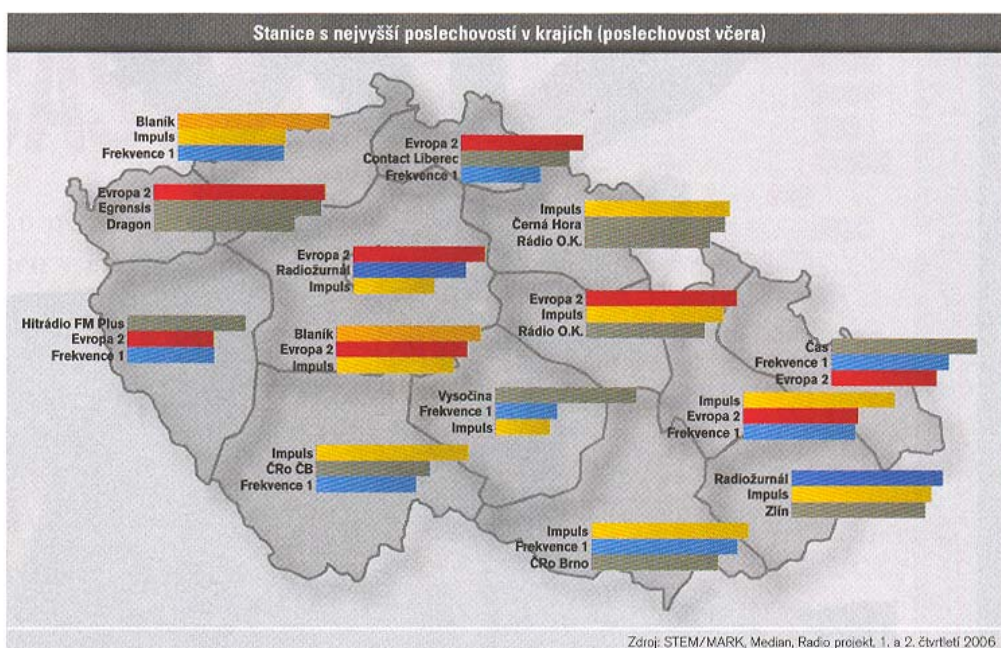 Stanice s nejvyšší poslechovostí v krajích (poslechovost včera)
Blaník
Impuls
Frekvence 1
Evropa 2
Contact Liberec
Frekvence 1
Evropa 2
Egrensis
Dragon
Impuls
Černá Hora
Rádio O.K.
Evropa 2
Radiožurnál
Impuls
Evropa 2
Impuls
Rádio O.K.
Hitrádio FM Plus
Evropa 2
Frekvence 1
Blaník
Evropa 2
Impuls
Čas
Frekvence 1
Evropa 2
Vysočina
Frekvence 1
Impuls
Impuls
Evropa 2
Frekvence 1
Impuls
ČRo ČB
Frekvence 1
Radiožurnál
Impuls
Zlín
Impuls
Frekvence 1
ČRo Brno
Zdroj: STEM/MARK, Median, Radio projekt, 1. a 2. čtvrtletí 2006